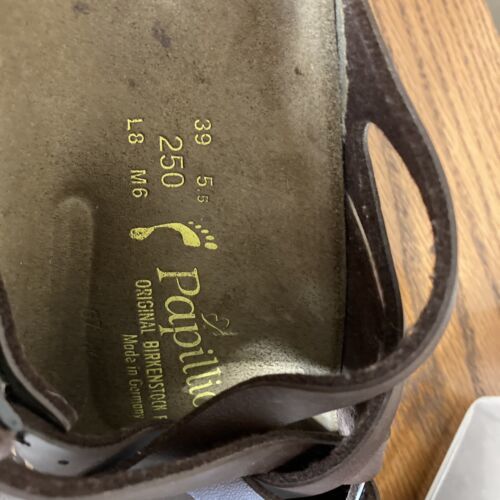 39 5.5
250
L8 M6
Papillio
ORIGINAL BIRKENSTOCK
Made in Germany